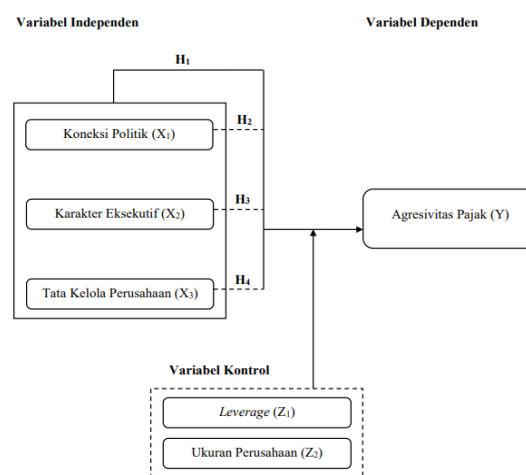 Variabel Independen
Variabel Dependen
H1
Koneksi Politik (X1)
H2
Karakter Eksekutif (X2)
H3
Agresivitas Pajak (Y)
Tata Kelola Perusahaan (X3)
H4
Variabel Kontrol
Leverage (Z1)
Ukuran Perusahaan (Z2)